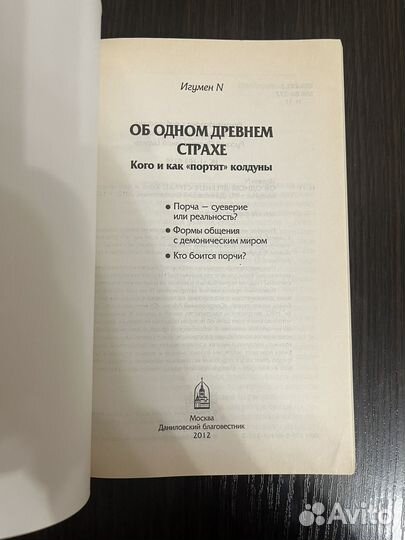 Игумен N
ОБ ОДНОМ ДРЕВНЕМ
СТРАХЕ
Кого и как «портят» колдуны
• Порча — суеверие
или реальность?
• Формы общения
с демоническим миром
• Кто боится порчи?
Москва
Даниловский благовестник
2012
Avito